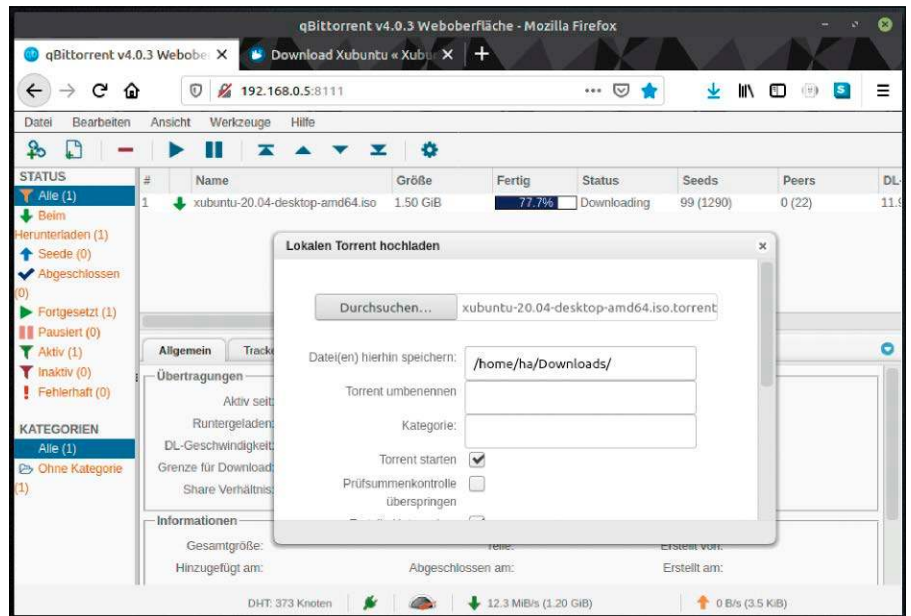 qBittorrent v4.0.3 Weboberfläche - Mozilla Firefox
qBittorrent v4.0.3 Webobe
Download Xubuntu « Xubu
192.168.0.5:8111
Datei Bearbeiten Ansicht Werkzeuge Hilfe
STATUS
Alle (1)
Beim
Herunterladen (1)
Seede (0)
Abgeschlossen
(0)
Fortgesetzt (1)
Pausiert (0)
Aktiv (1)
Inaktiv (0)
Fehlerhaft (0)
KATEGORIEN
Alle (1)
Ohne Kategorie
(1)
# Name Größe Fertig Status Seeds Peers DL-
1 xubuntu-20.04-desktop-amd64.iso 1.50 GiB 77.7% Downloading 99 (1290) 0 (22) 11.9
Lokalen Torrent hochladen
Durchsuchen... xubuntu-20.04-desktop-amd64.iso.torrent
Datei(en) hierhin speichern: /home/ha/Downloads/
Torrent umbenennen
Kategorie:
Torrent starten
Prüfsummenkontrolle
überspringen
Allgemein Tracke
Übertragungen
Aktiv seit:
Runtergeladen:
DL-Geschwindigkeit:
Grenze für Download:
Share Verhältnis:
Informationen
Gesamtgröße: Teile: Erstellt von:
Hinzugefügt am: Abgeschlossen am: Erstellt am:
DHT: 373 Knoten 12.3 MiB/s (1.20 GiB) 0 B/s (3.5 KiB)